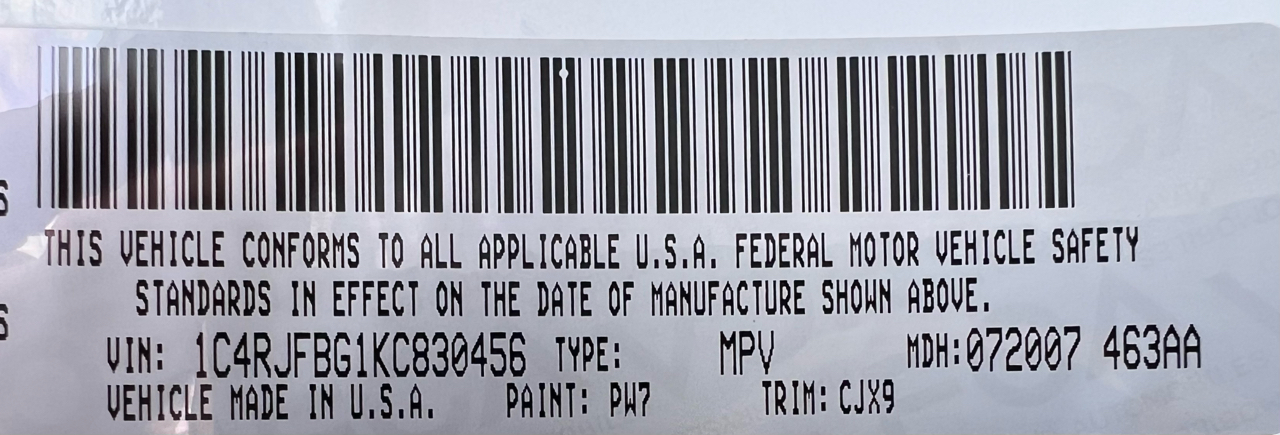 THIS VEHICLE CONFORMS TO ALL APPLICABLE U.S.A. FEDERAL MOTOR VEHICLE SAFETY
STANDARDS IN EFFECT ON THE DATE OF MANUFACTURE SHOWN ABOVE.
VIN: 1C4RJFBG1KC830456 TYPE: MPV MDH:072007 463AA
VEHICLE MADE IN U.S.A. PAINT: PW7 TRIM: CJX9